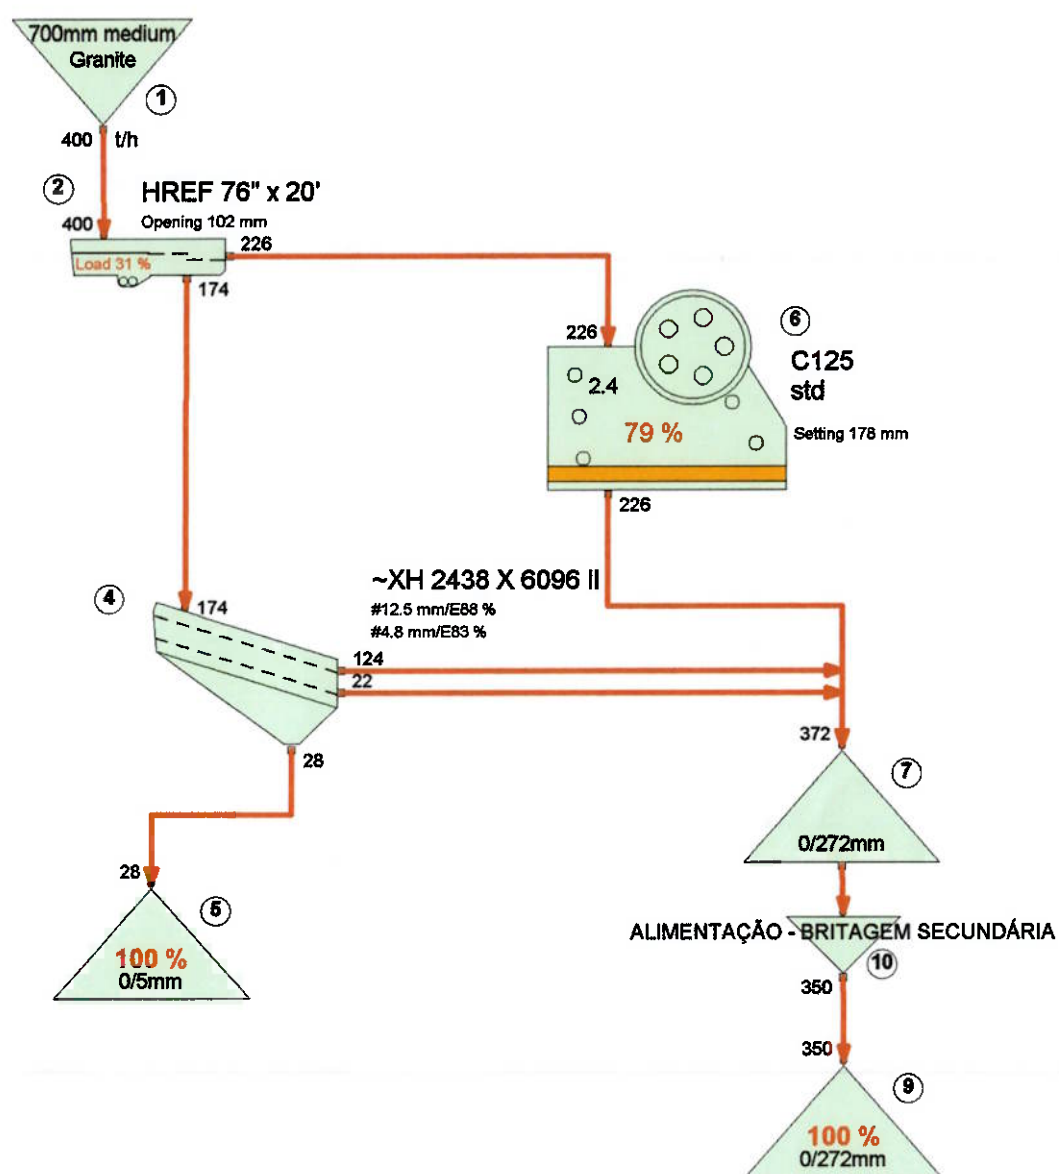 700mm medium
Granite
1
400 t/h
2
HREF 76" x 20'
Opening 102 mm
400
226
Load 31 %
174
226
6
C125
std
2.4
79 %
Setting 178 mm
226
~XH 2438 X 6096 II
#12.5 mm/E88 %
#4.8 mm/E83 %
4
174
124
22
28
372
7
0/272mm
28
5
100 %
0/5mm
ALIMENTAÇÃO - BRITAGEM SECUNDÁRIA
10
350
350
9
100 %
0/272mm